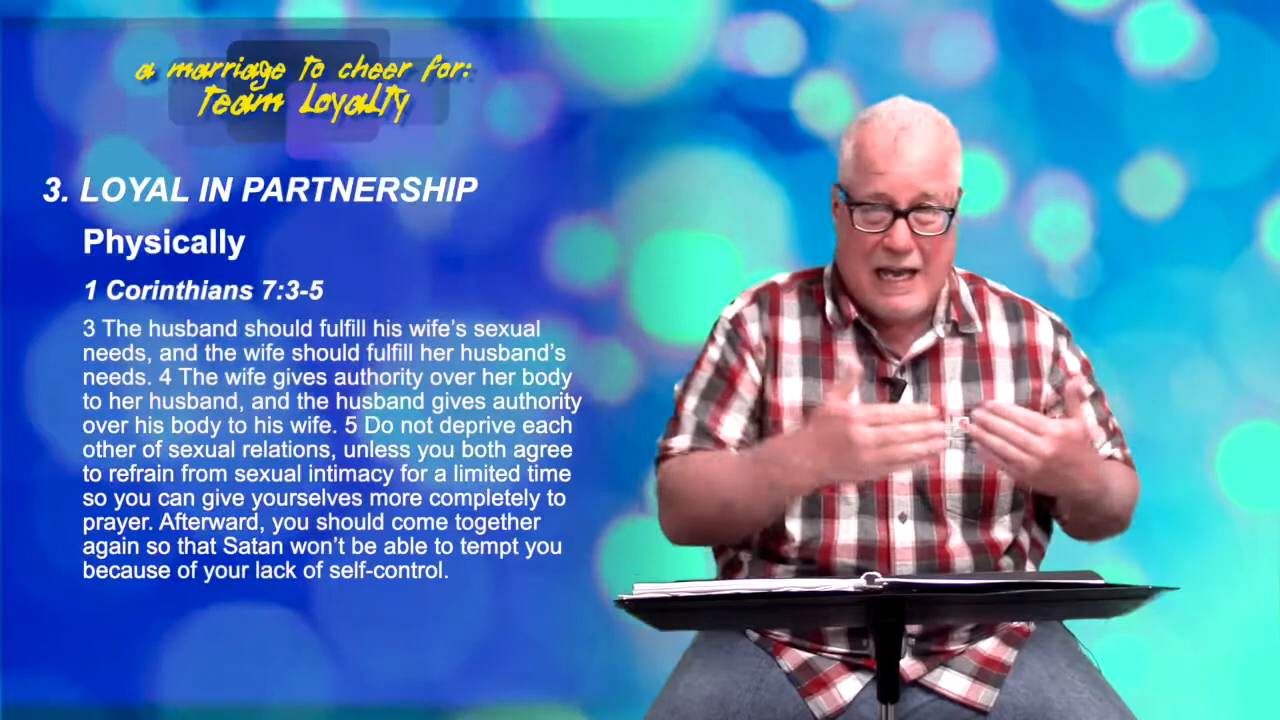 a marriage to cheer for:
Team Loyalty
3. LOYAL IN PARTNERSHIP
Physically
1 Corinthians 7:3-5
3 The husband should fulfill his wife’s sexual
needs, and the wife should fulfill her husband’s
needs. 4 The wife gives authority over her body
to her husband, and the husband gives authority
over his body to his wife. 5 Do not deprive each
other of sexual relations, unless you both agree
to refrain from sexual intimacy for a limited time
so you can give yourselves more completely to
prayer. Afterward, you should come together
again so that Satan won’t be able to tempt you
because of your lack of self-control.